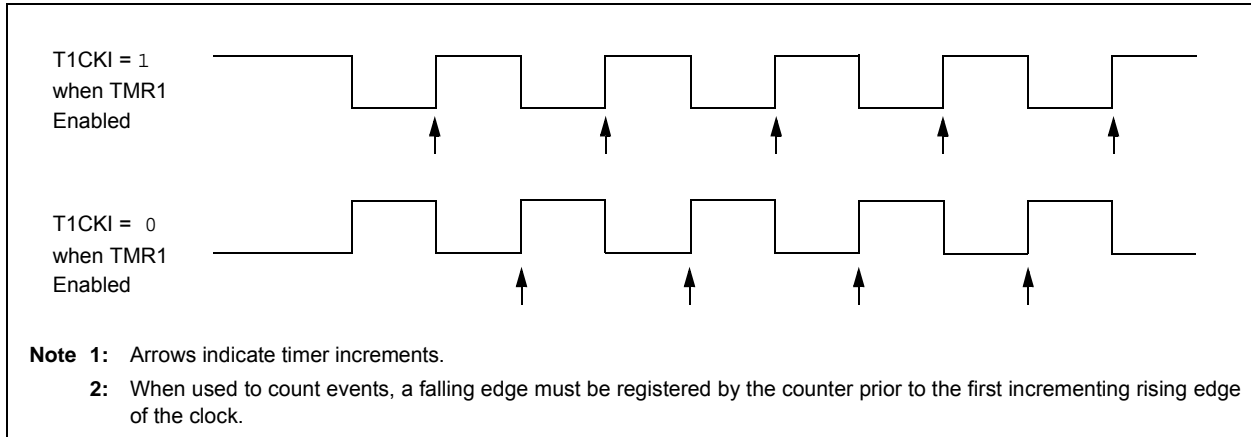 T1CKI = 1
when TMR1
Enabled
T1CKI = 0
when TMR1
Enabled
Note 1: Arrows indicate timer increments.
2: When used to count events, a falling edge must be registered by the counter prior to the first incrementing rising edge
of the clock.